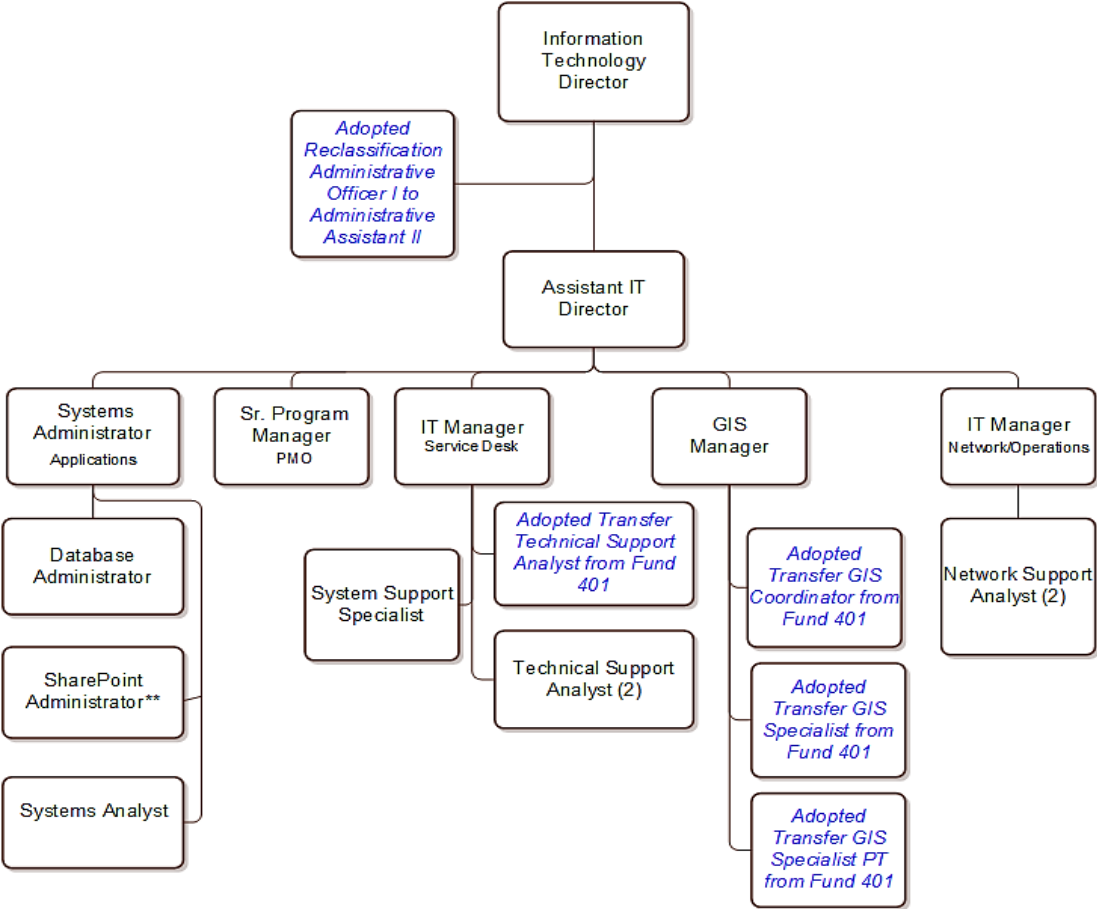 Information
Technology
Director
Adopted
Reclassification
Administrative
Officer I to
Administrative
Assistant II
Assistant IT
Director
Systems
Administrator
Applications
Sr. Program
Manager
PMO
IT Manager
Service Desk
GIS
Manager
IT Manager
Network/Operations
Database
Administrator
SharePoint
Administrator**
Systems Analyst
System Support
Specialist
Adopted Transfer
Technical Support
Analyst from Fund
401
Technical Support
Analyst (2)
Adopted
Transfer GIS
Coordinator from
Fund 401
Adopted
Transfer GIS
Specialist from
Fund 401
Adopted
Transfer GIS
Specialist PT
from Fund 401
Network Support
Analyst (2)